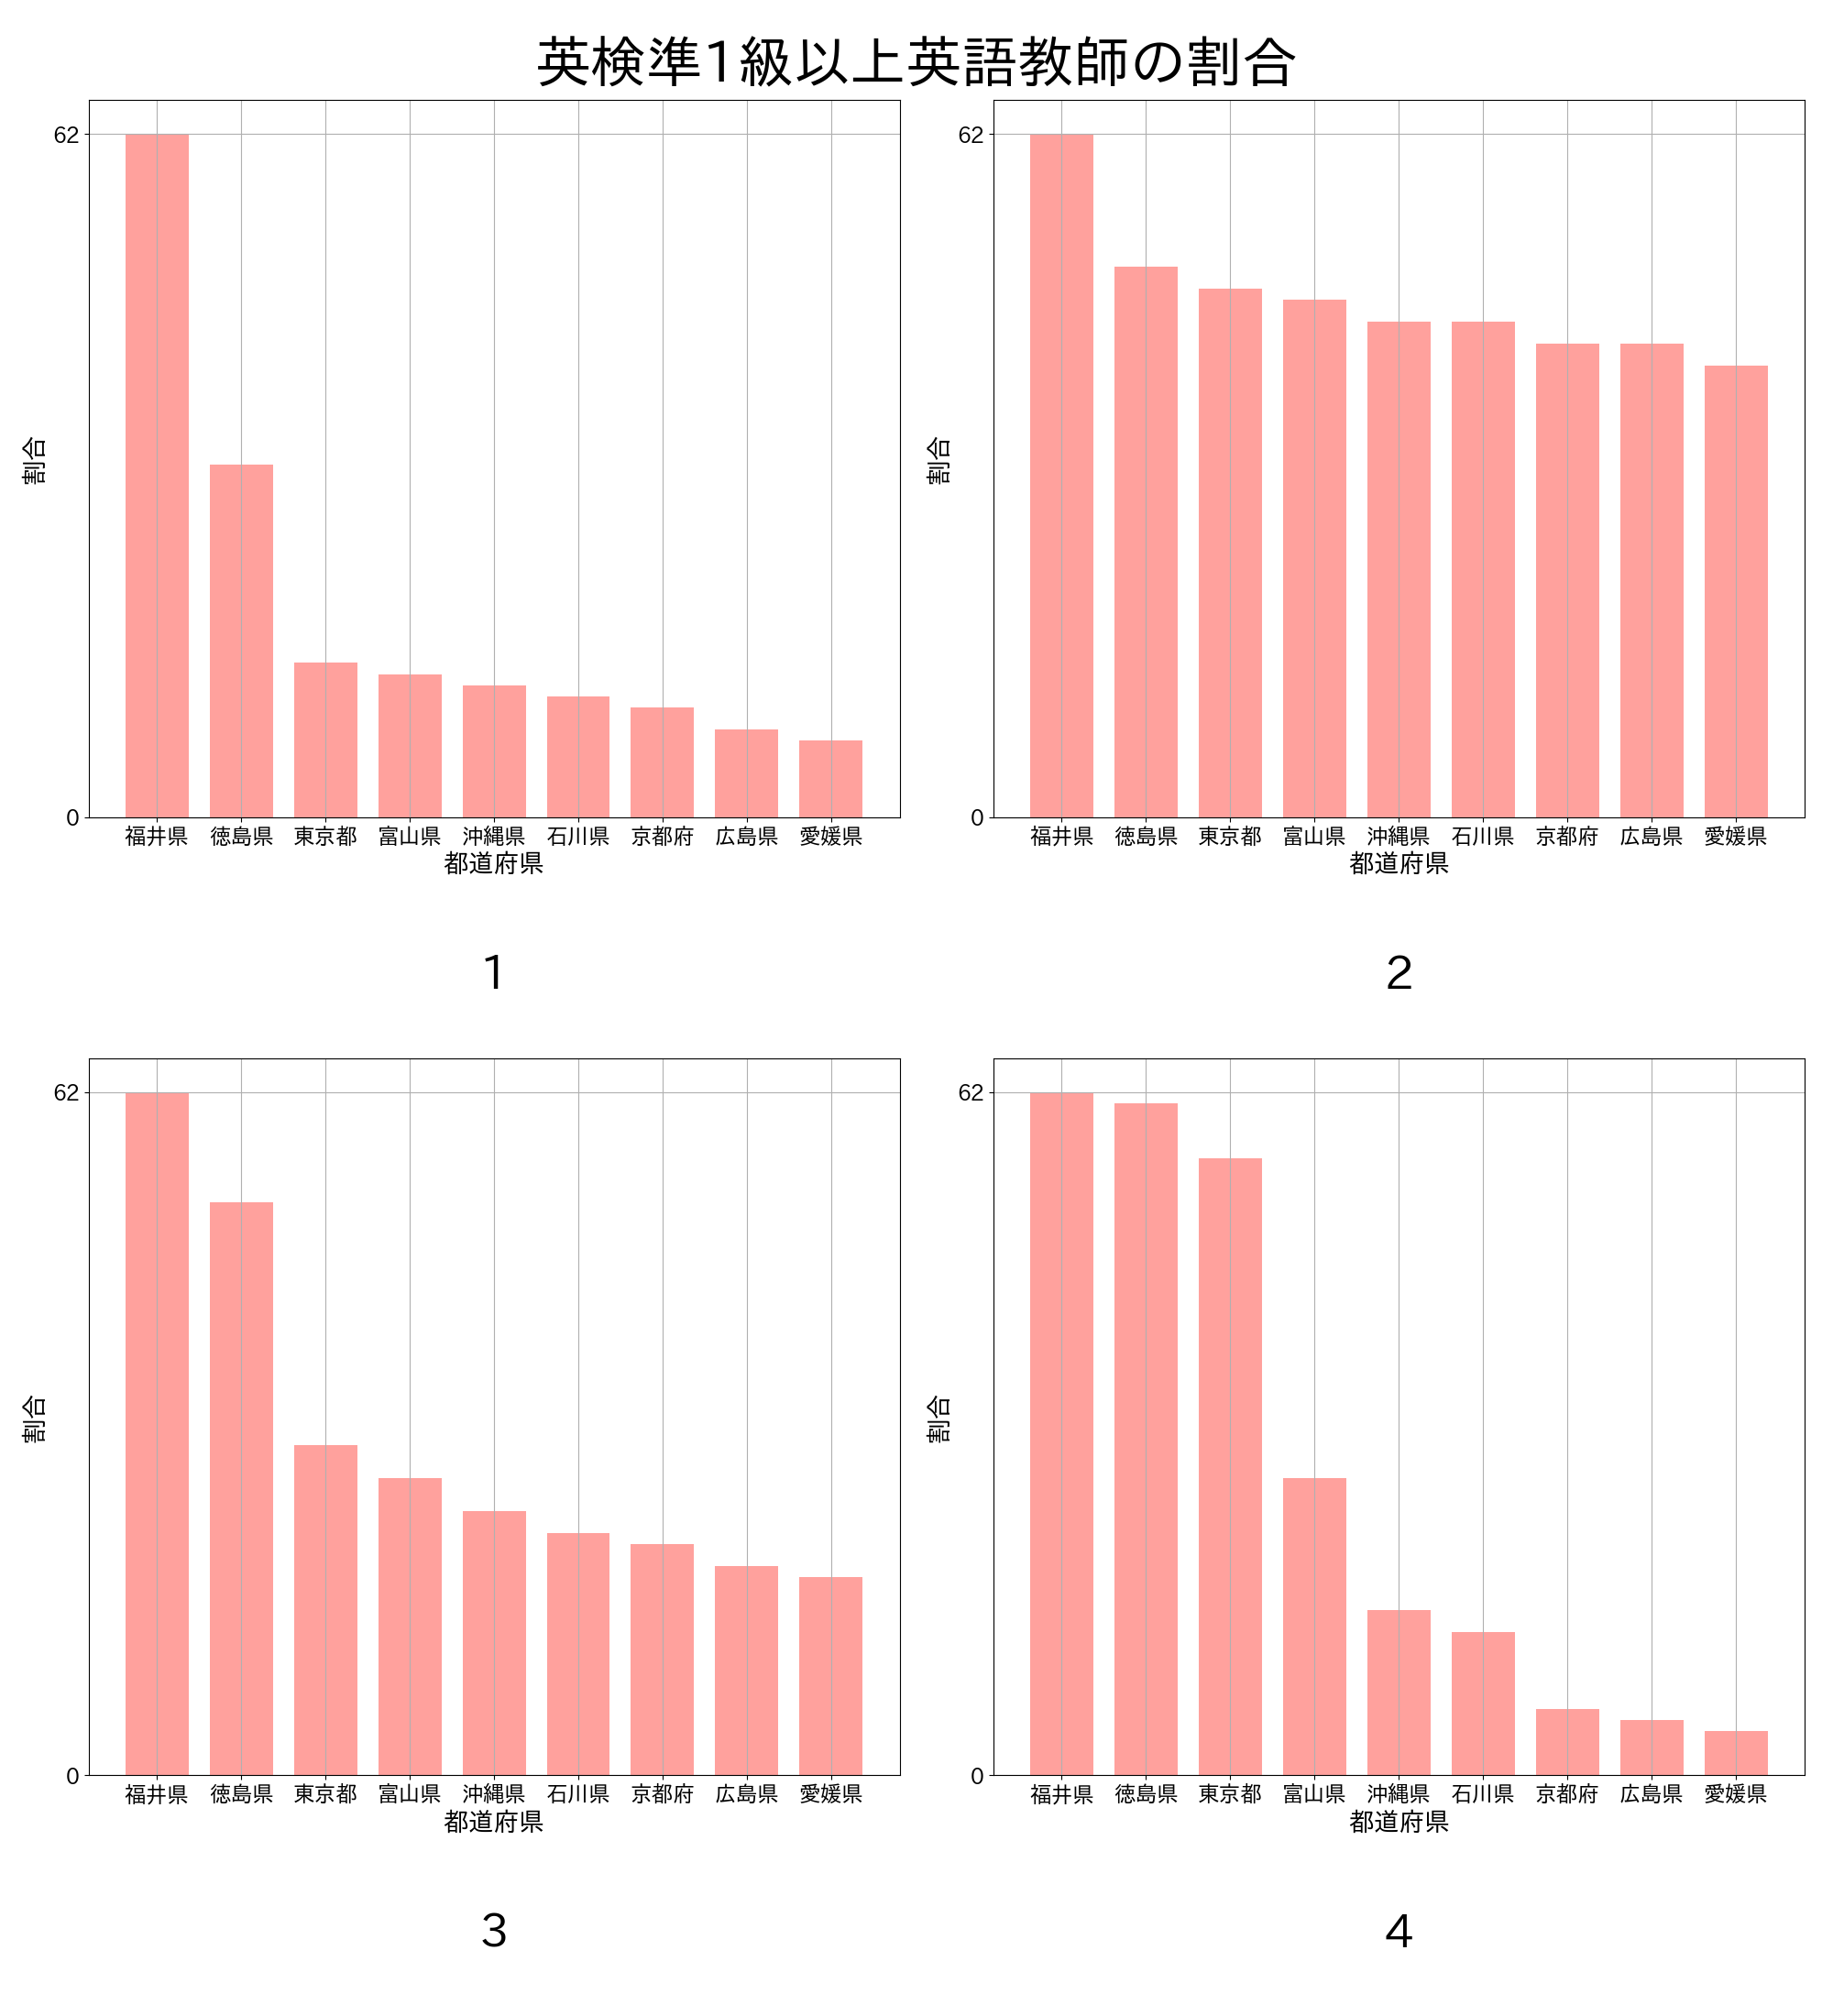 英検準1級以上英語教師の割合
62
0
割合
福井県 徳島県 東京都 富山県 沖縄県 石川県 京都府 広島県 愛媛県
都道府県
1
62
0
割合
福井県 徳島県 東京都 富山県 沖縄県 石川県 京都府 広島県 愛媛県
都道府県
2
62
0
割合
福井県 徳島県 東京都 富山県 沖縄県 石川県 京都府 広島県 愛媛県
都道府県
3
62
0
割合
福井県 徳島県 東京都 富山県 沖縄県 石川県 京都府 広島県 愛媛県
都道府県
4